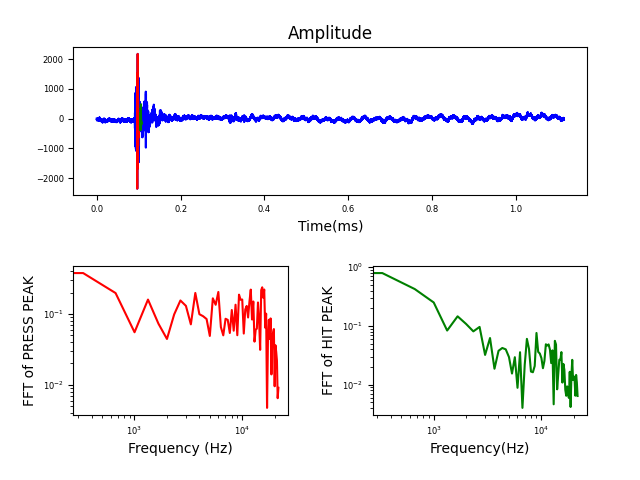 Amplitude
2000
1000
0
−1000
−2000
0.0 0.2 0.4 0.6 0.8 1.0
Time(ms)
FFT of PRESS PEAK
10⁻¹
10⁻²
10³ 10⁴
Frequency (Hz)
FFT of HIT PEAK
10⁰
10⁻¹
10⁻²
10³ 10⁴
Frequency(Hz)